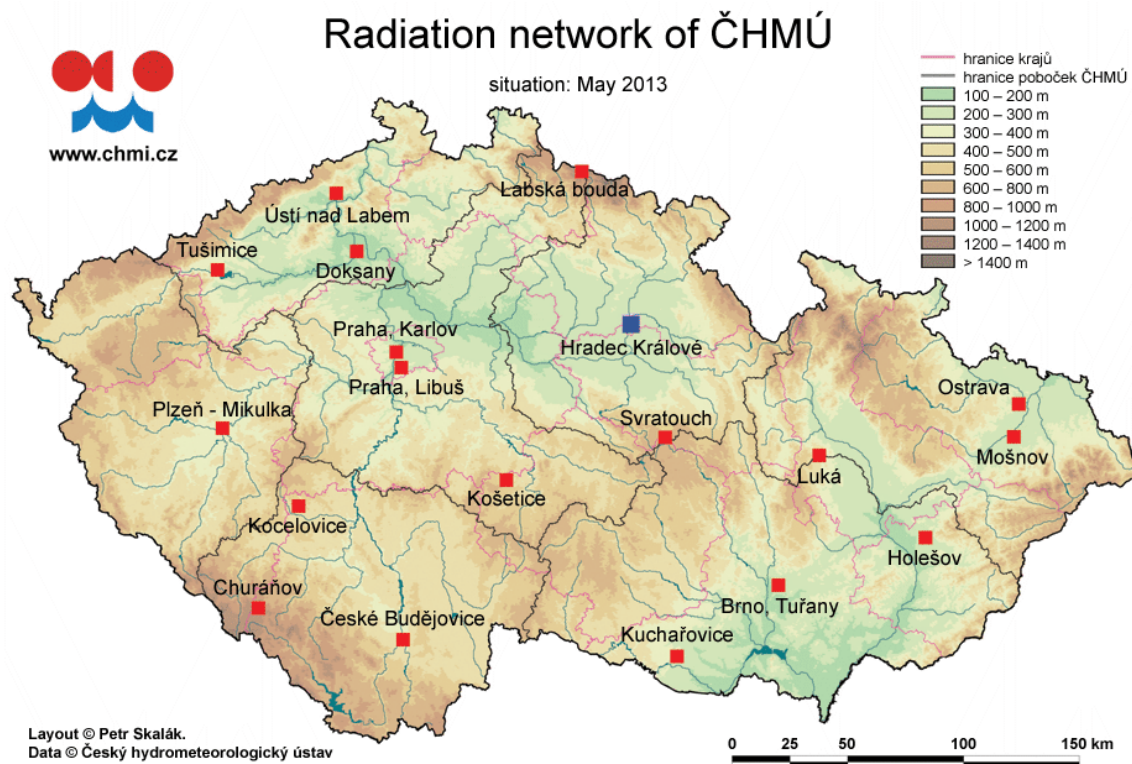 Radiation network of ČHMÚ
situation: May 2013
www.chmi.cz
hranice krajů
hranice poboček ČHMÚ
100 – 200 m
200 – 300 m
300 – 400 m
400 – 500 m
500 – 600 m
600 – 800 m
800 – 1000 m
1000 – 1200 m
1200 – 1400 m
> 1400 m
Labská bouda
Ústí nad Labem
Tušimice
Doksany
Praha, Karlov
Hradec Králové
Praha, Libuš
Ostrava
Plzeň - Mikulka
Svratouch
Mošnov
Luká
Košetice
Kocelovice
Holešov
Churáňov
Brno, Tuřany
České Budějovice
Kuchařovice
Layout © Petr Skalák.
Data © Český hydrometeorologický ústav
0 25 50 100 150 km